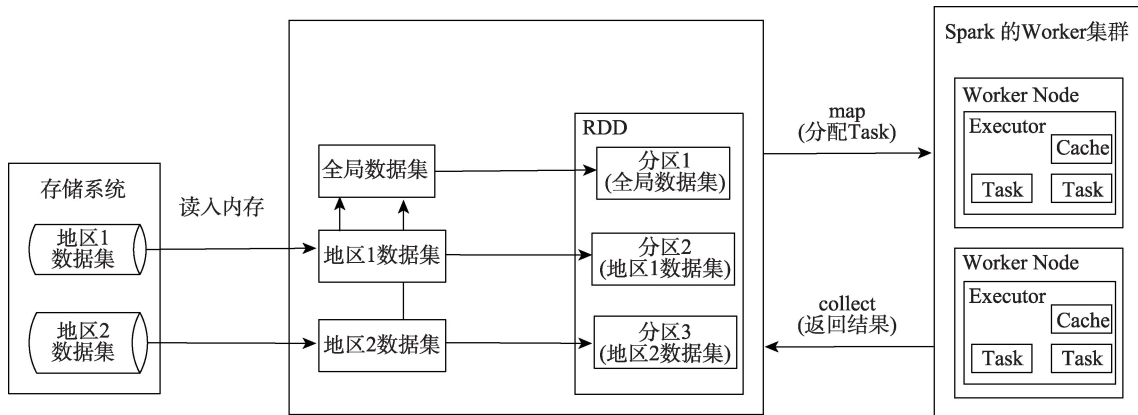 存储系统
地区1
数据集
地区2
数据集
读入内存
全局数据集
地区1数据集
地区2数据集
RDD
分区1
(全局数据集)
分区2
(地区1数据集)
分区3
(地区2数据集)
map
(分配Task)
collect
(返回结果)
Spark 的Worker集群
Worker Node
Executor
Cache
Task
Task
Worker Node
Executor
Cache
Task
Task